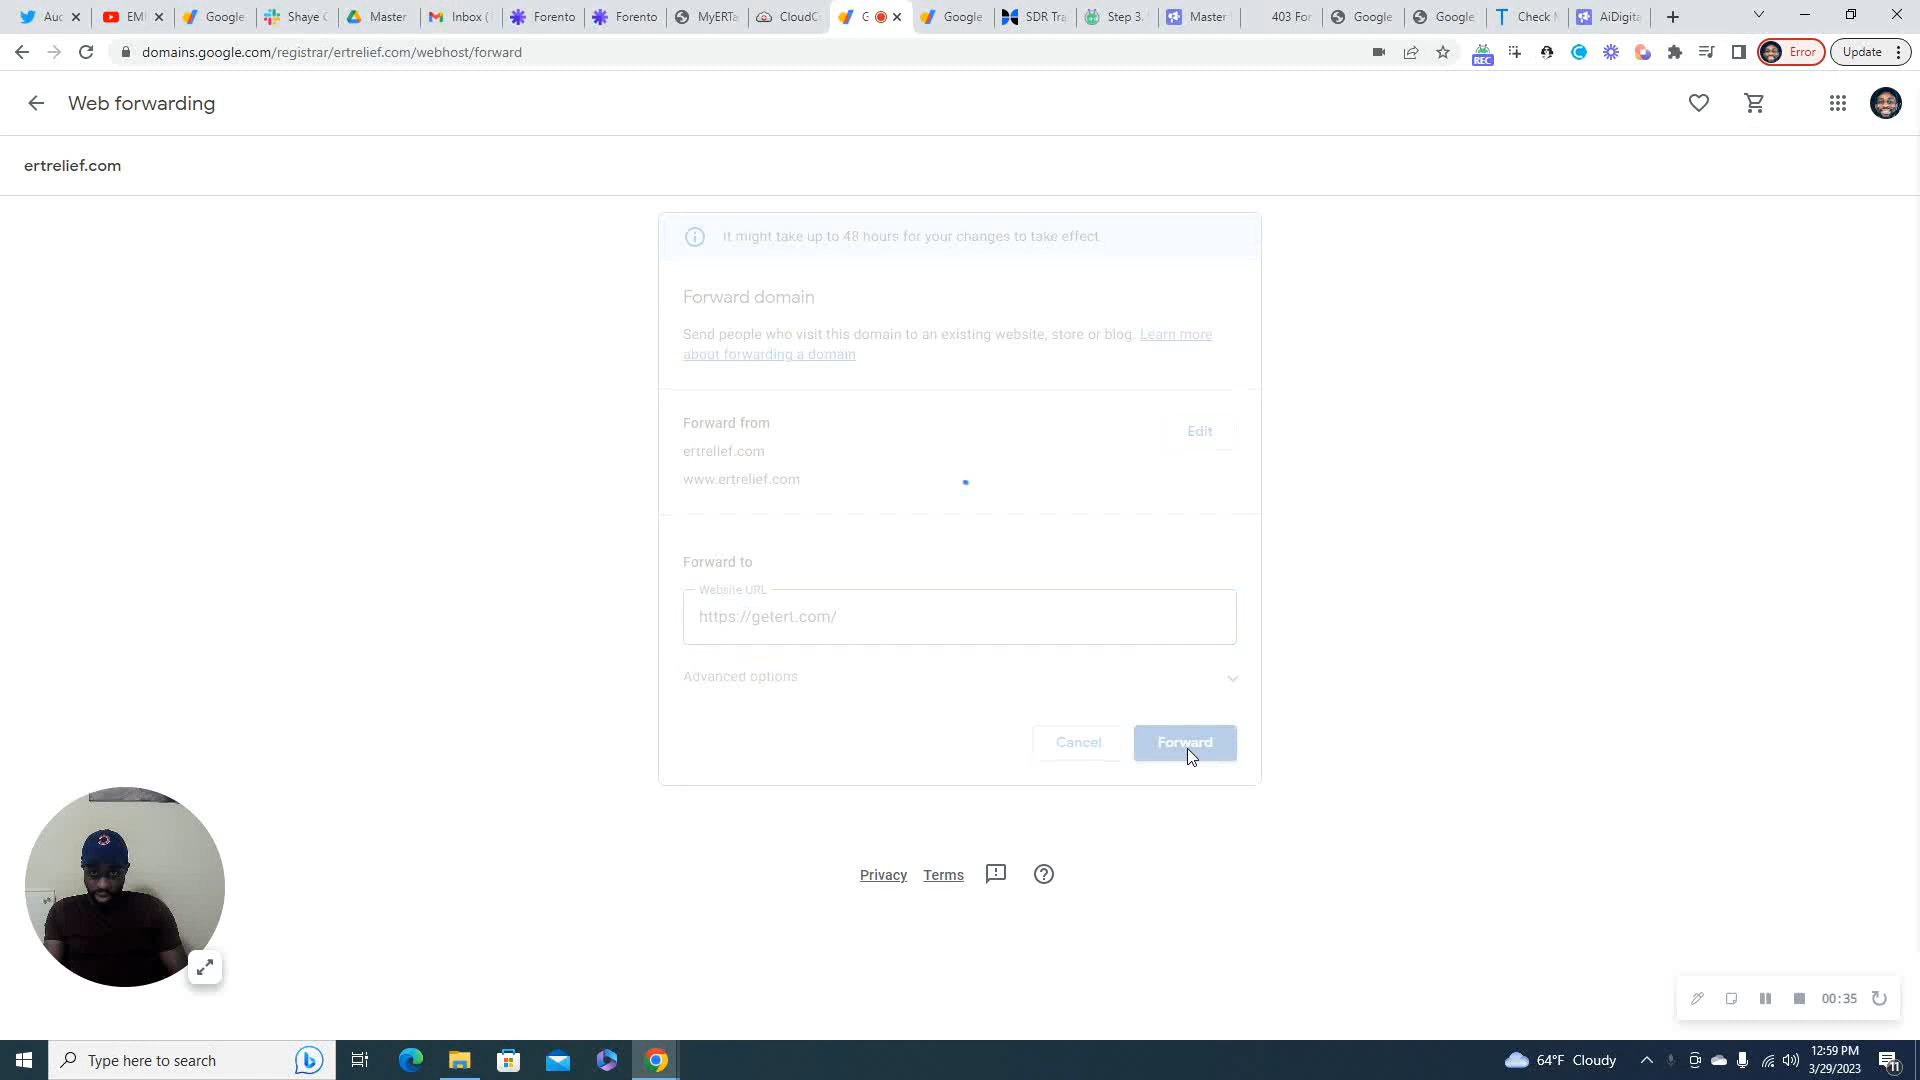 Auc
EMI
Google
Shaye C
Master
Inbox (
Forento
Forento
MyERTa
CloudC
G
Google
SDR Tra
Step 3.
Master
403 For
Google
Google
Check M
AiDigita
domains.google.com/registrar/ertrelief.com/webhost/forward
REC
Error
Update
Web forwarding
ertrelief.com
It might take up to 48 hours for your changes to take effect.
Forward domain
Send people who visit this domain to an existing website, store or blog. Learn more
about forwarding a domain
Forward from
Edit
ertrelief.com
www.ertrelief.com
Forward to
Website URL
https://getert.com/
Advanced options
Cancel
Forward
Privacy
Terms
00:35
Type here to search
64°F Cloudy
12:59 PM
3/29/2023
11